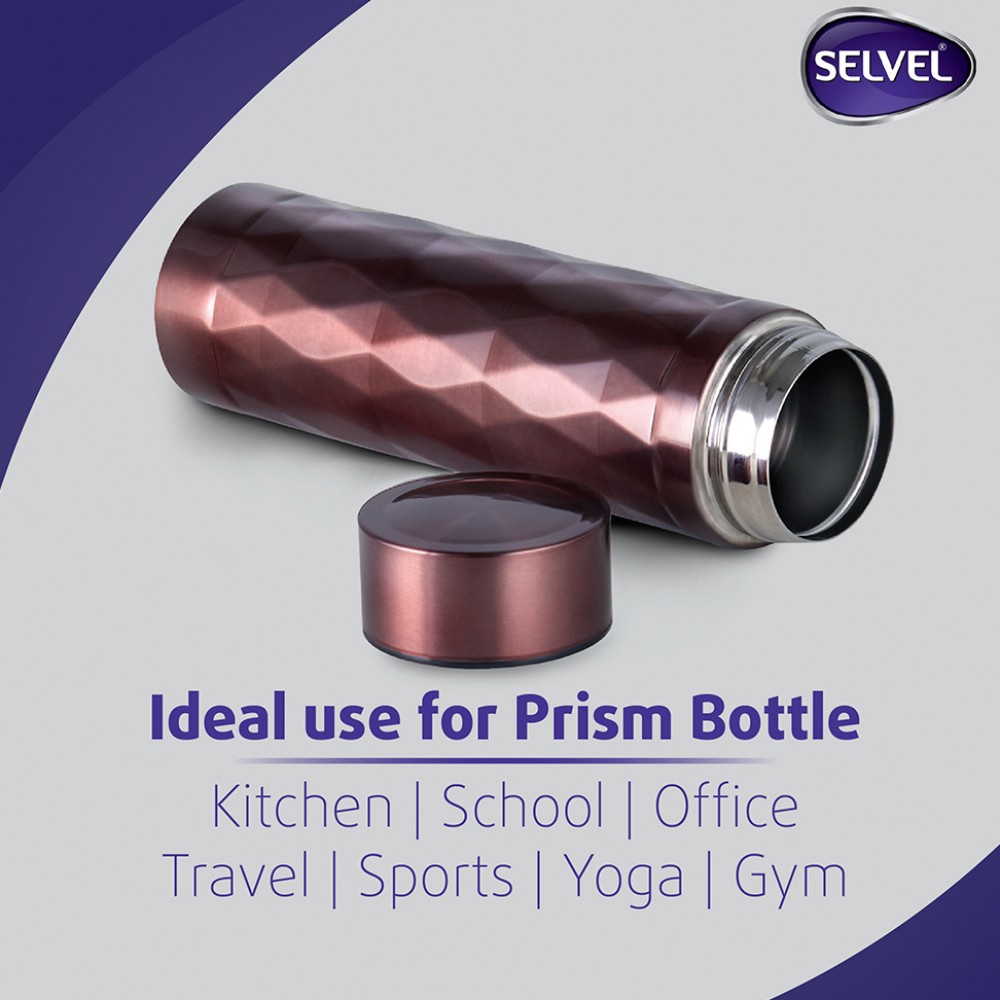 SELVEL®
Ideal use for Prism Bottle
Kitchen | School | Office
Travel | Sports | Yoga | Gym